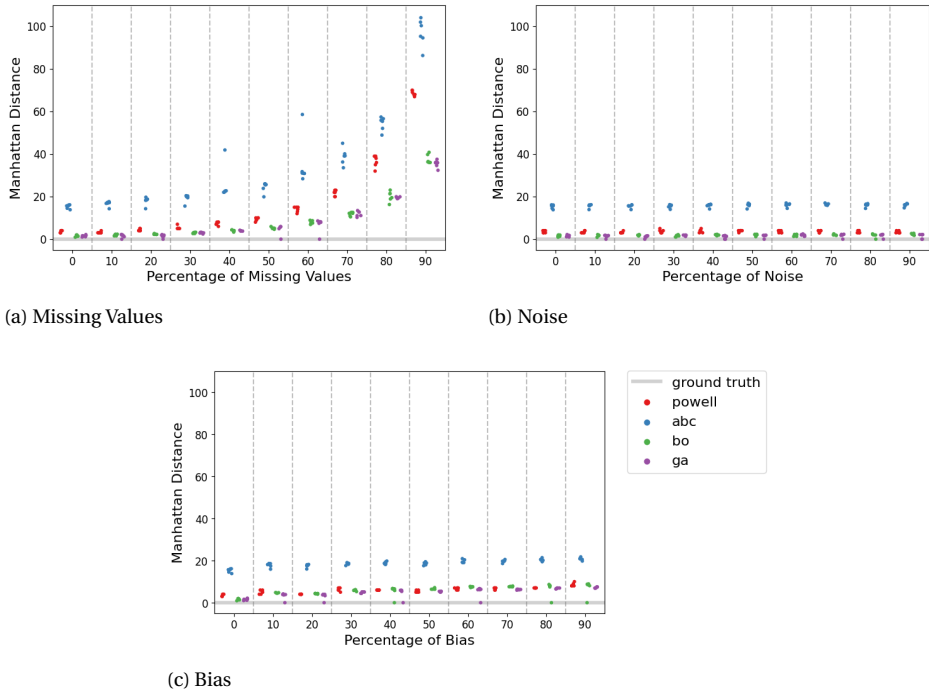 100
80
60
40
20
0
Manhattan Distance
0 10 20 30 40 50 60 70 80 90
Percentage of Missing Values
(a) Missing Values
100
80
60
40
20
0
Manhattan Distance
0 10 20 30 40 50 60 70 80 90
Percentage of Noise
(b) Noise
100
80
60
40
20
0
Manhattan Distance
0 10 20 30 40 50 60 70 80 90
Percentage of Bias
(c) Bias
ground truth
powell
abc
bo
ga